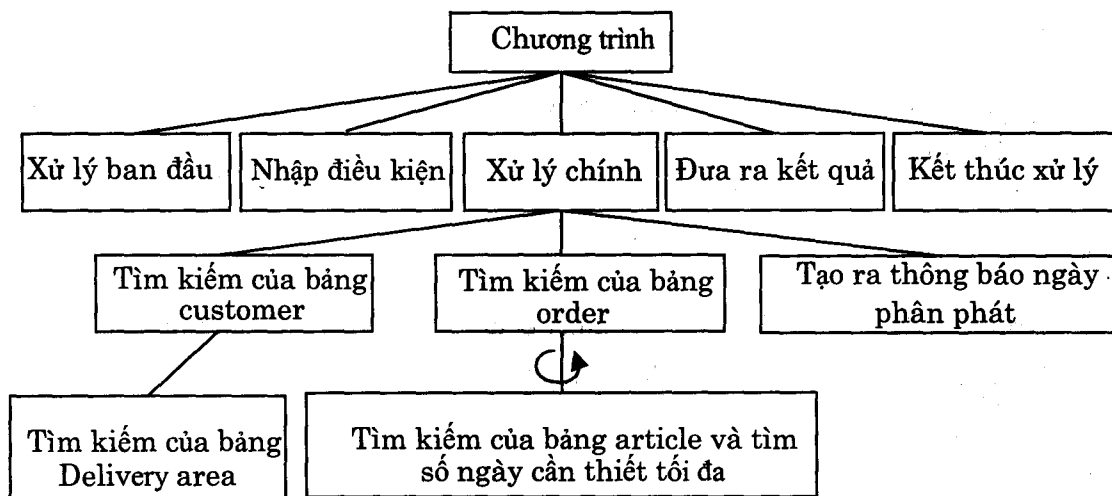 Chương trình
Xử lý ban đầu
Nhập điều kiện
Xử lý chính
Đưa ra kết quả
Kết thúc xử lý
Tìm kiếm của bảng
customer
Tìm kiếm của bảng
order
Tạo ra thông báo ngày
phân phát
Tìm kiếm của bảng
Delivery area
Tìm kiếm của bảng article và tìm
số ngày cần thiết tối đa